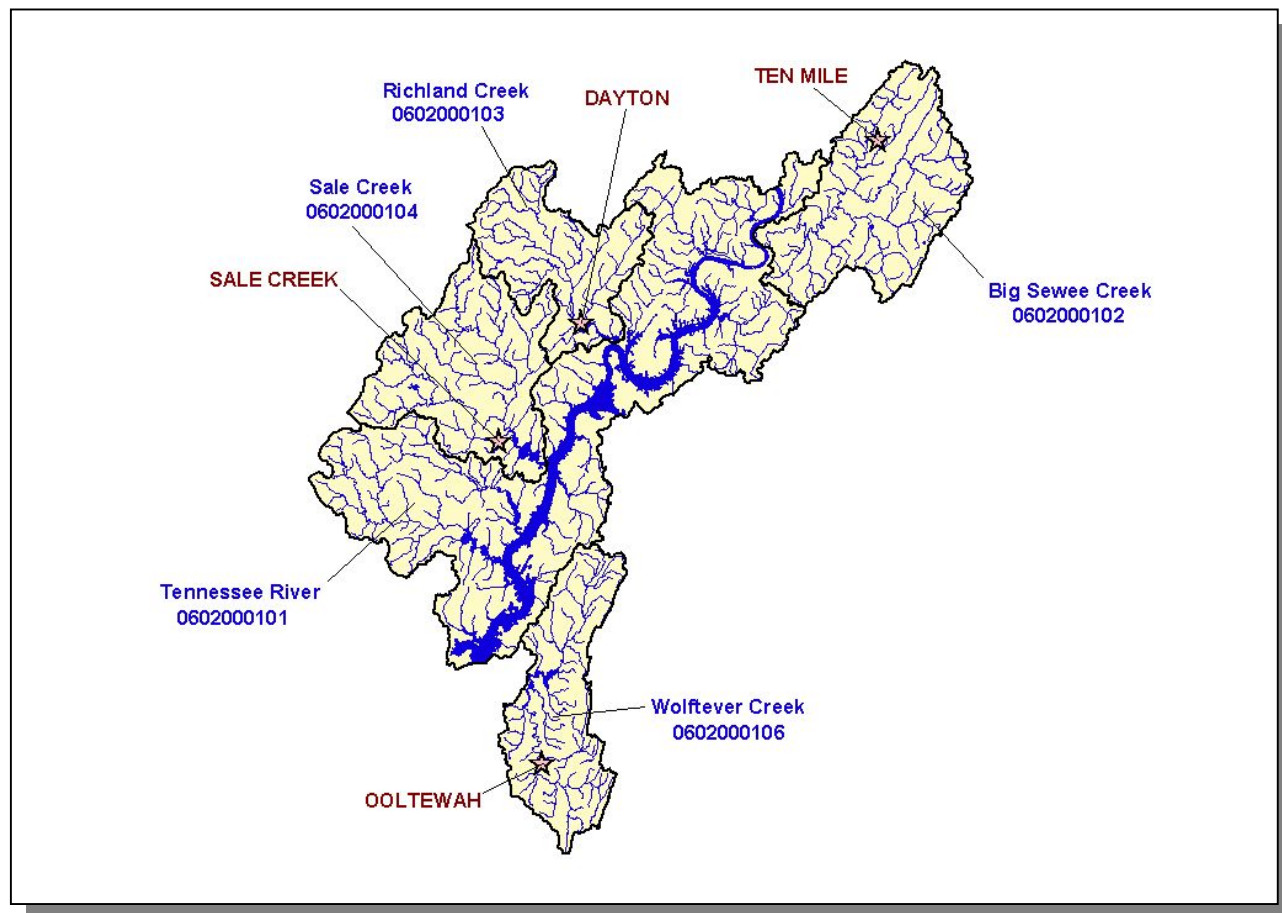 TEN MILE
Richland Creek
0602000103
DAYTON
Sale Creek
0602000104
SALE CREEK
Big Sewee Creek
0602000102
Tennessee River
0602000101
Wolftever Creek
0602000106
OOLTEWAH